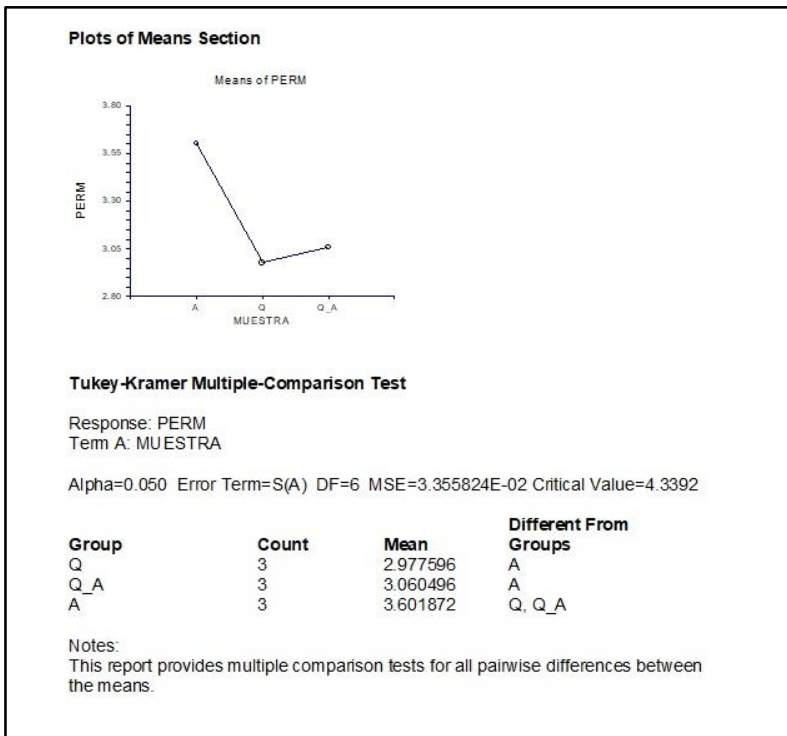 Plots of Means Section
Means of PERM
3.80
3.55
3.30
3.05
2.80
PERM
A Q Q_A
MUESTRA
Tukey-Kramer Multiple-Comparison Test
Response: PERM
Term A: MUESTRA
Alpha=0.050 Error Term=S(A) DF=6 MSE=3.355824E-02 Critical Value=4.3392
Different From
Group Count Mean Groups
Q 3 2.977596 A
Q_A 3 3.060496 A
A 3 3.601872 Q, Q_A
Notes:
This report provides multiple comparison tests for all pairwise differences between
the means.